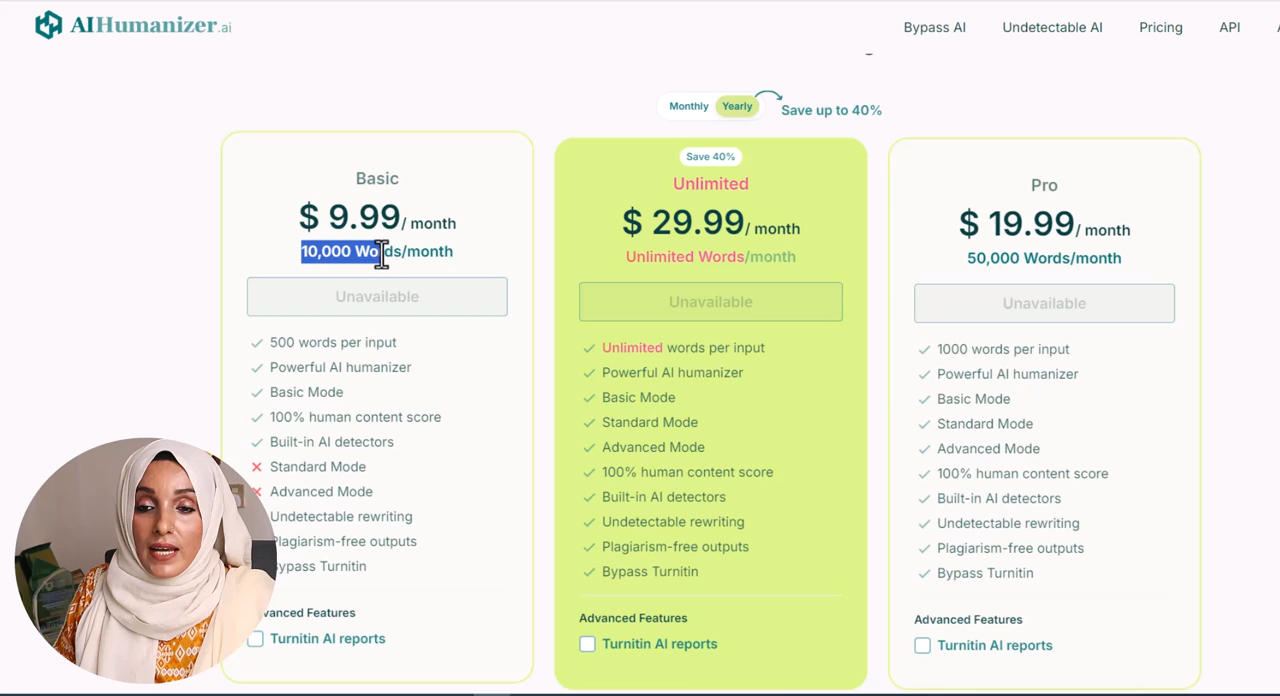 AIHumanizer.ai
Bypass AI
Undetectable AI
Pricing
API
Monthly
Yearly
Save up to 40%
Basic
$ 9.99/ month
10,000 Words/month
Unavailable
500 words per input
Powerful AI humanizer
Basic Mode
100% human content score
Built-in AI detectors
Standard Mode
Advanced Mode
Undetectable rewriting
Plagiarism-free outputs
Bypass Turnitin
Advanced Features
Turnitin AI reports
Save 40%
Unlimited
$ 29.99/ month
Unlimited Words/month
Unavailable
Unlimited words per input
Powerful AI humanizer
Basic Mode
Standard Mode
Advanced Mode
100% human content score
Built-in AI detectors
Undetectable rewriting
Plagiarism-free outputs
Bypass Turnitin
Advanced Features
Turnitin AI reports
Pro
$ 19.99/ month
50,000 Words/month
Unavailable
1000 words per input
Powerful AI humanizer
Basic Mode
Standard Mode
Advanced Mode
100% human content score
Built-in AI detectors
Undetectable rewriting
Plagiarism-free outputs
Bypass Turnitin
Advanced Features
Turnitin AI reports